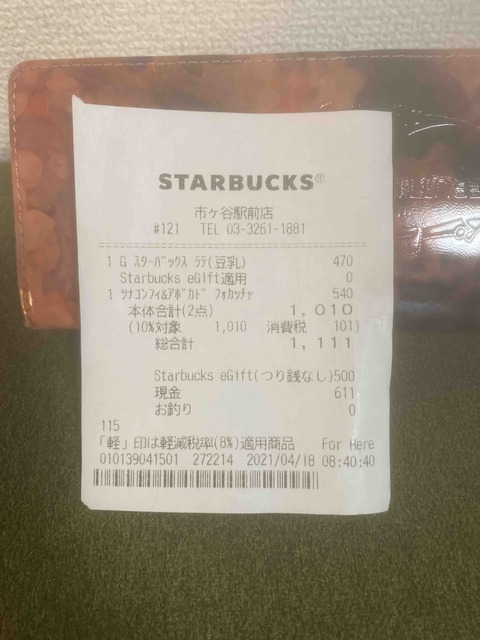 STARBUCKS®
市ヶ谷駅前店
#121 TEL 03-3261-1881
1 G スターバックス ラテ(豆乳) 470
Starbucks eGift適用 0
1 ツナコンフィ&アボカド フォカッチャ 540
本体合計(2点) 1,010
(10%対象 1,010 消費税 101)
総合計 1,111
Starbucks eGift(つり銭なし)500
現金 611
お釣り 0
115
「軽」印は軽減税率(8%)適用商品 For Here
010139041501 272214 2021/04/18 08:40:40